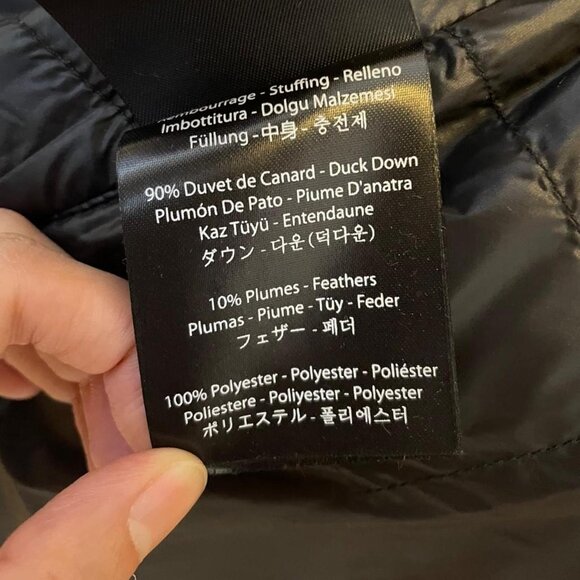 Rembourrage - Stuffing - Relleno
Imbottitura - Dolgu Malzemesi
Füllung - 中身 - 충전제
90% Duvet de Canard - Duck Down
Plumón De Pato - Piume D'anatra
Kaz Tüyü - Entendaune
ダウン - 다운(덕다운)
10% Plumes - Feathers
Plumas - Piume - Tüy - Feder
フェザー - 페더
100% Polyester - Polyester - Poliéster
Poliestere - Polyester - Polyester
ポリエステル - 폴리에스터